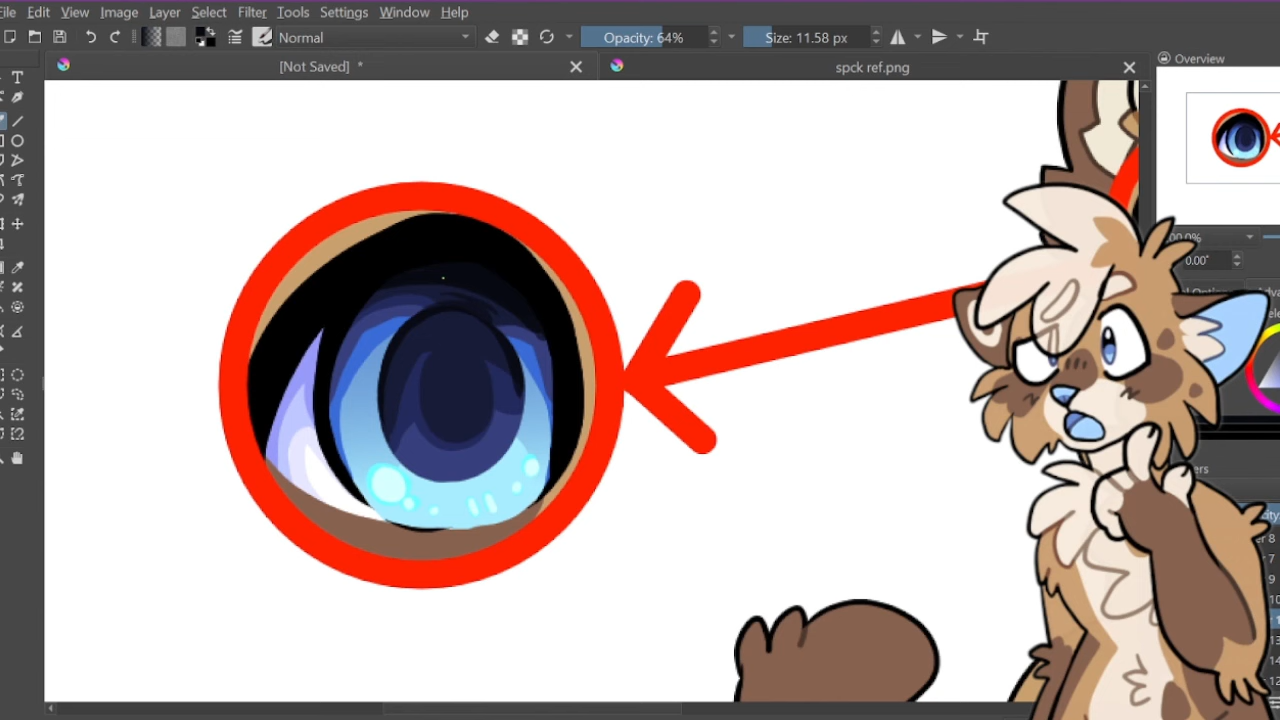 File Edit View Image Layer Select Filter Tools Settings Window Help
Normal Opacity: 64% Size: 11.58 px
[Not Saved] * spck ref.png
Overview
0.00°